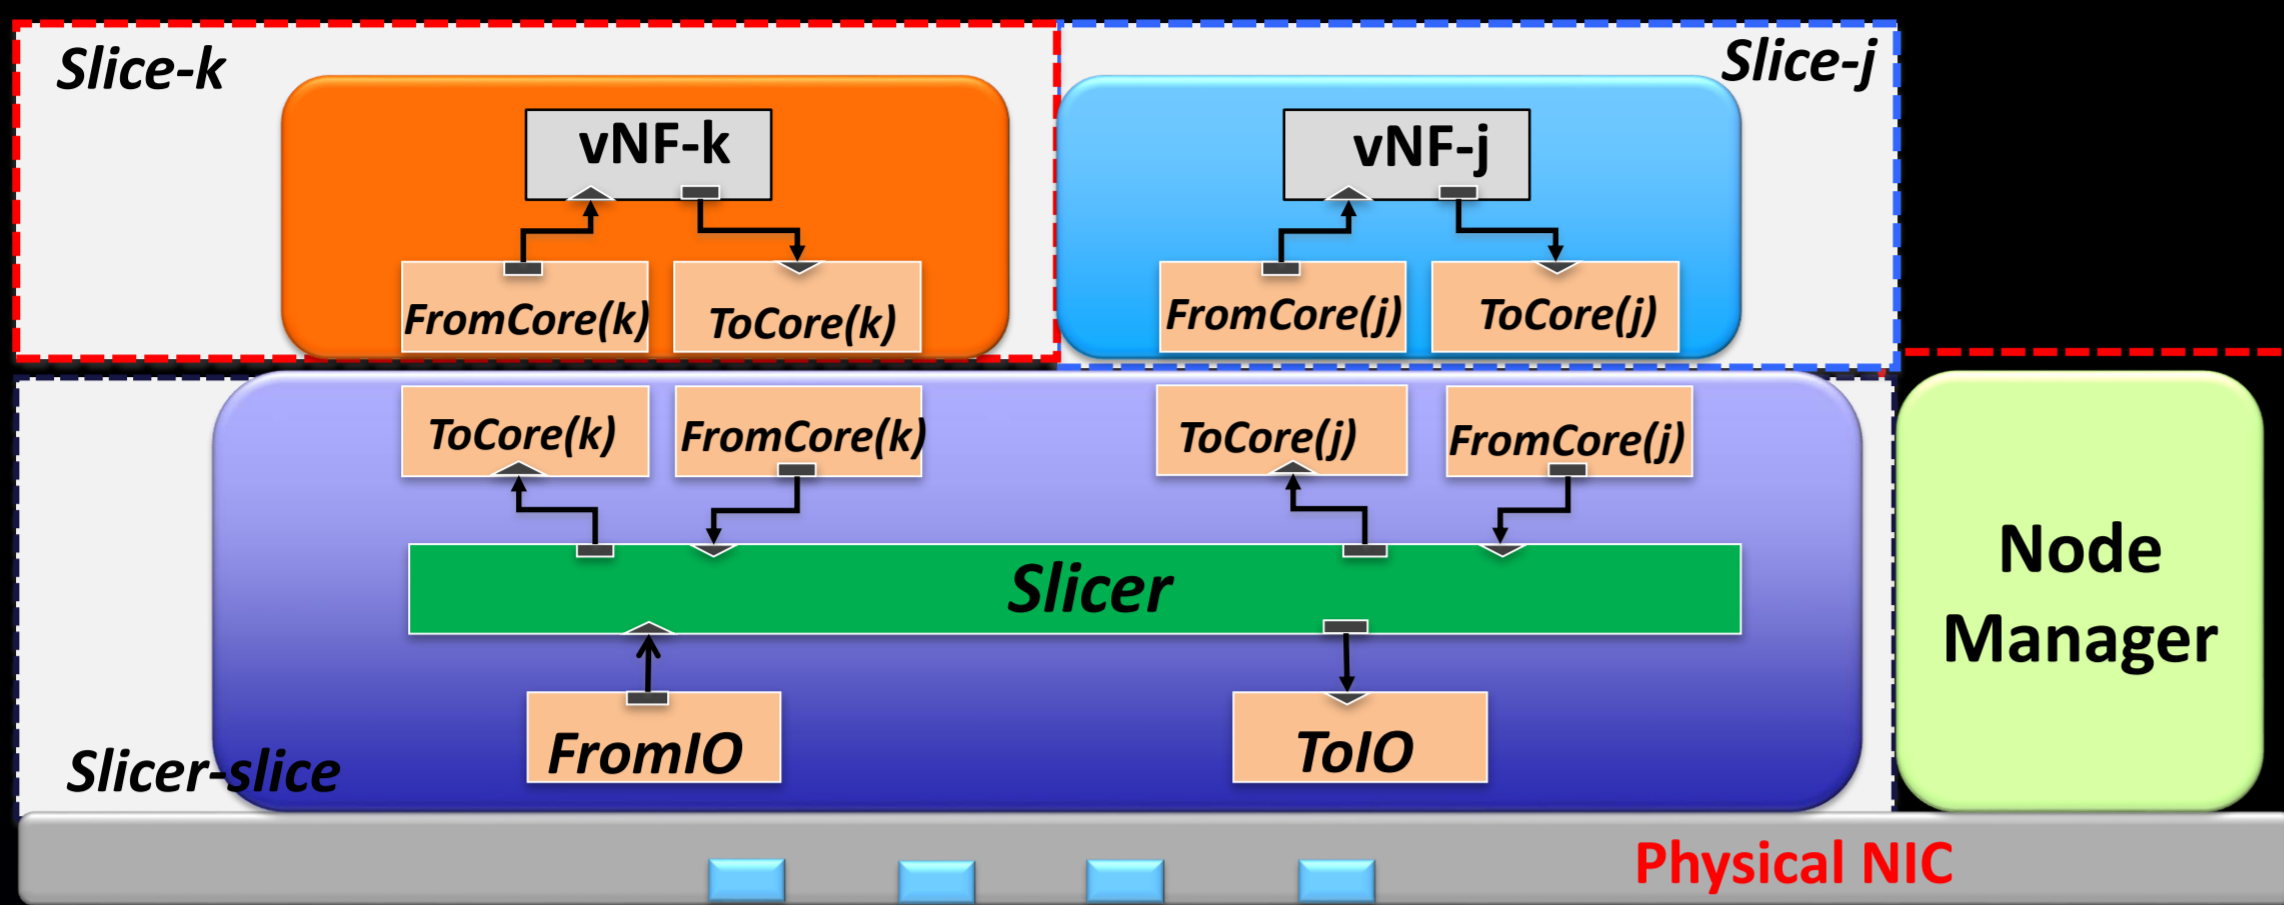 Slice-k
Slice-j
vNF-k
vNF-j
FromCore(k)
ToCore(k)
FromCore(j)
ToCore(j)
ToCore(k)
FromCore(k)
ToCore(j)
FromCore(j)
Slicer
Node
Manager
FromIO
ToIO
Slicer-slice
Physical NIC